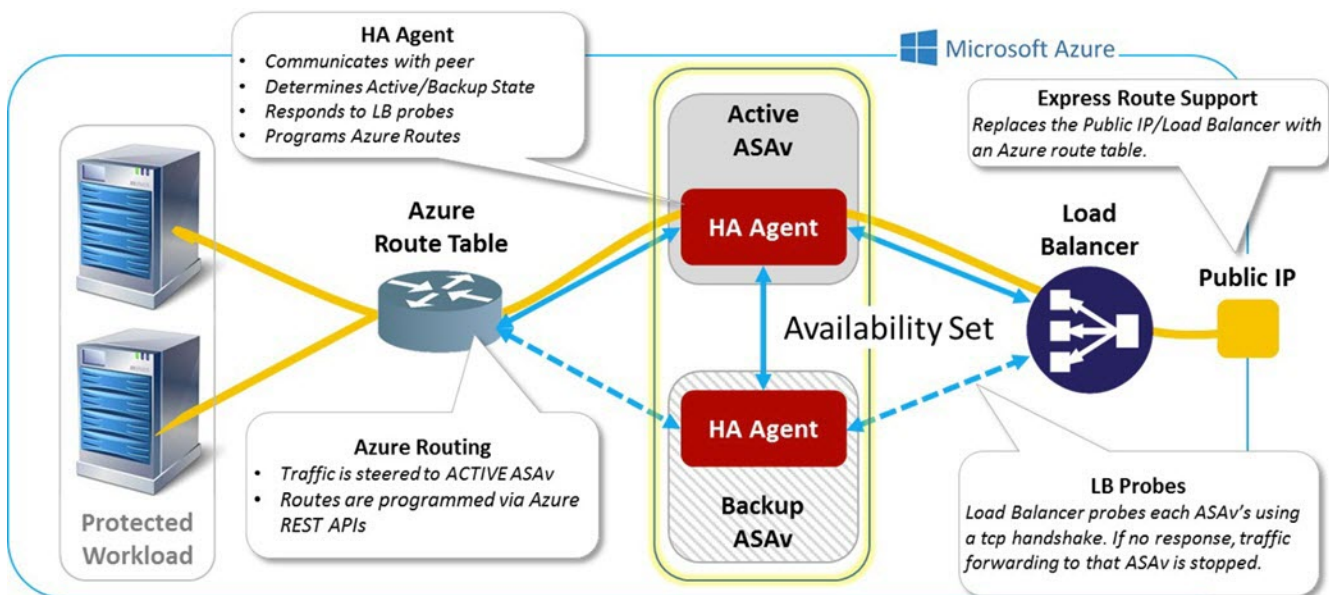 HA Agent
• Communicates with peer
• Determines Active/Backup State
• Responds to LB probes
• Programs Azure Routes
Microsoft Azure
Express Route Support
Replaces the Public IP/Load Balancer with
an Azure route table.
Active
ASAv
HA Agent
Azure
Route Table
Load
Balancer
Public IP
Availability Set
HA Agent
Backup
ASAv
Azure Routing
• Traffic is steered to ACTIVE ASAv
• Routes are programmed via Azure
REST APIs
LB Probes
Load Balancer probes each ASAv's using
a tcp handshake. If no response, traffic
forwarding to that ASAv is stopped.
Protected
Workload